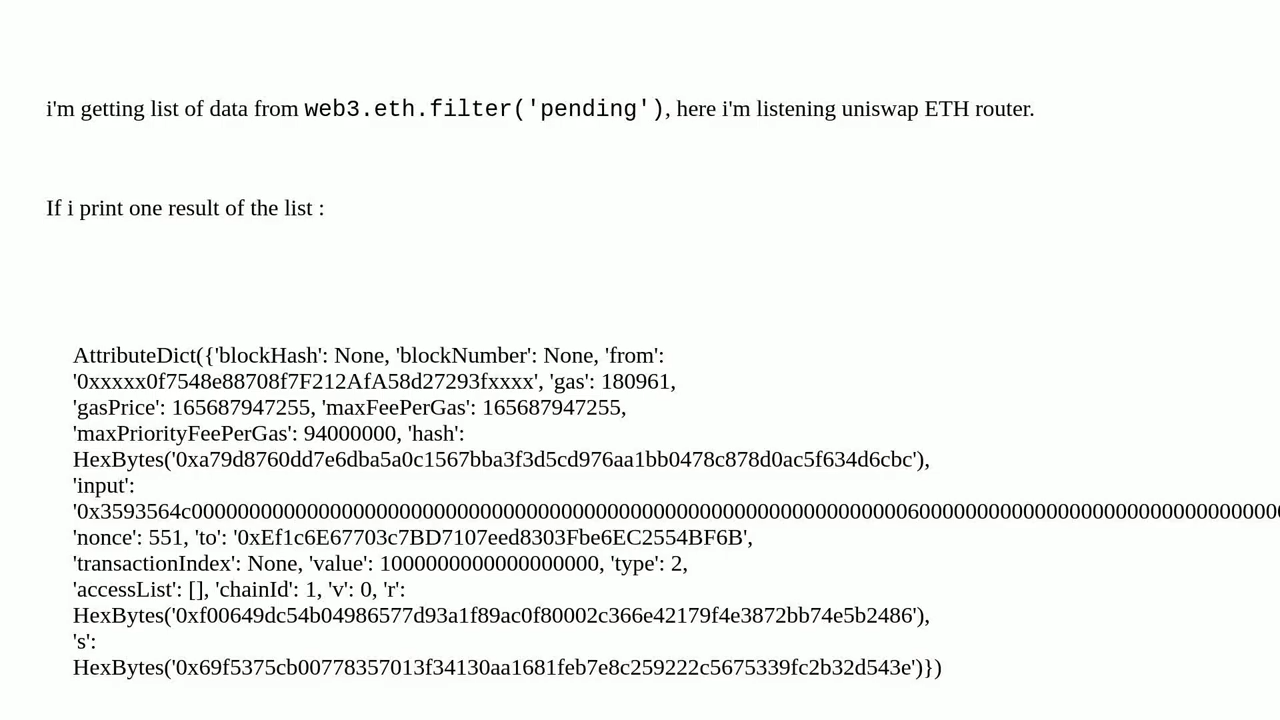 i'm getting list of data from web3.eth.filter('pending'), here i'm listening uniswap ETH router.
If i print one result of the list :
AttributeDict({'blockHash': None, 'blockNumber': None, 'from':
'0xxxxx0f7548e88708f7F212AfA58d27293fxxxx', 'gas': 180961,
'gasPrice': 165687947255, 'maxFeePerGas': 165687947255,
'maxPriorityFeePerGas': 94000000, 'hash':
HexBytes('0xa79d8760dd7e6dba5a0c1567bba3f3d5cd976aa1bb0478c878d0ac5f634d6cbc'),
'input':
'0x3593564c000000000000000000000000000000000000000000000000000000000000006000000000000000000000000000000000
'nonce': 551, 'to': '0xEf1c6E67703c7BD7107eed8303Fbe6EC2554BF6B',
'transactionIndex': None, 'value': 1000000000000000000, 'type': 2,
'accessList': [], 'chainId': 1, 'v': 0, 'r':
HexBytes('0xf00649dc54b04986577d93a1f89ac0f80002c366e42179f4e3872bb74e5b2486'),
's':
HexBytes('0x69f5375cb00778357013f34130aa1681feb7e8c259222c5675339fc2b32d543e')})